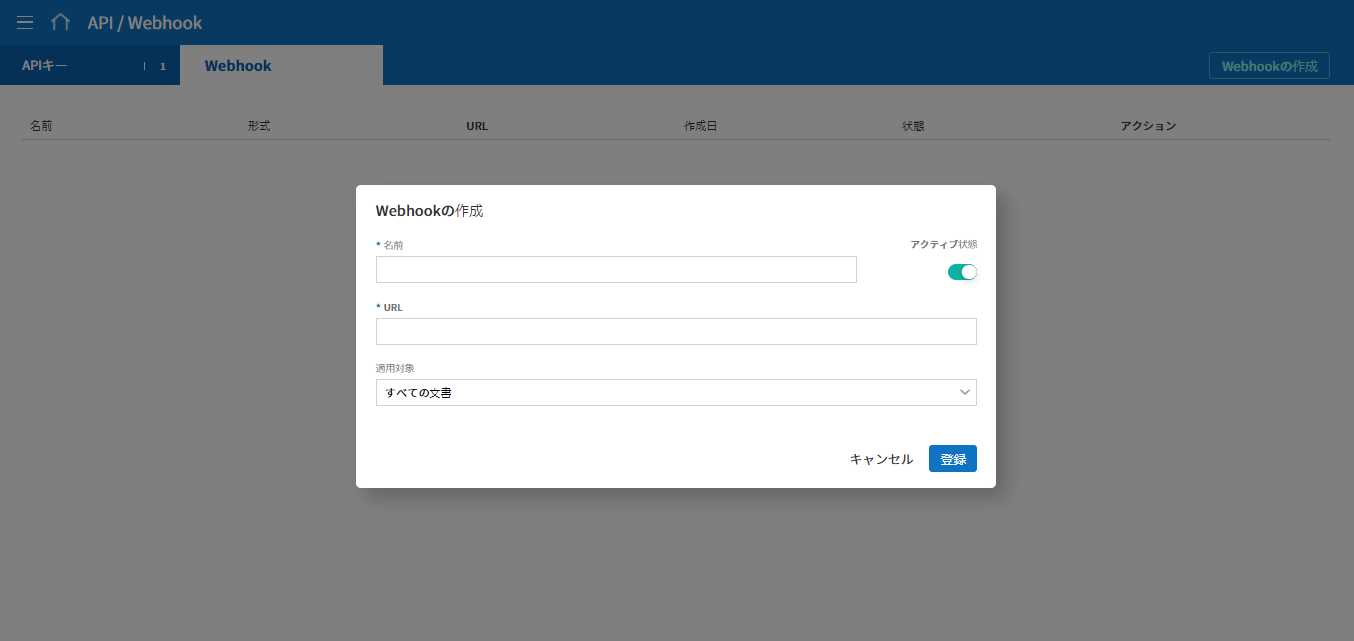 API / Webhook
APIキー 1
Webhook
Webhookの作成
名前 形式 URL 作成日 状態 アクション
Webhookの作成
* 名前
アクティブ状態
* URL
適用対象
すべての文書
キャンセル 登録